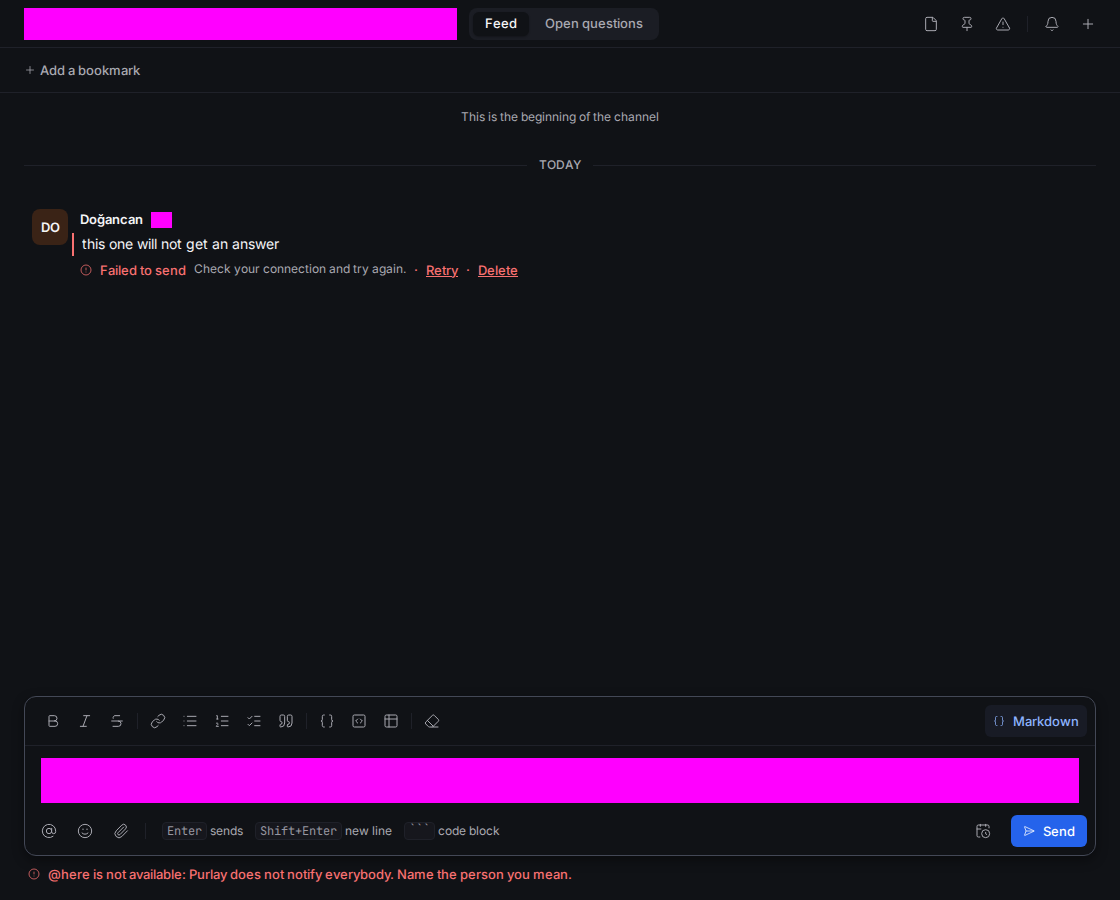 Feed Open questions
+ Add a bookmark
This is the beginning of the channel
TODAY
DO Doğancan
this one will not get an answer
Failed to send Check your connection and try again. · Retry · Delete
Markdown
Enter sends Shift+Enter new line ``` code block
Send
@here is not available: Purlay does not notify everybody. Name the person you mean.